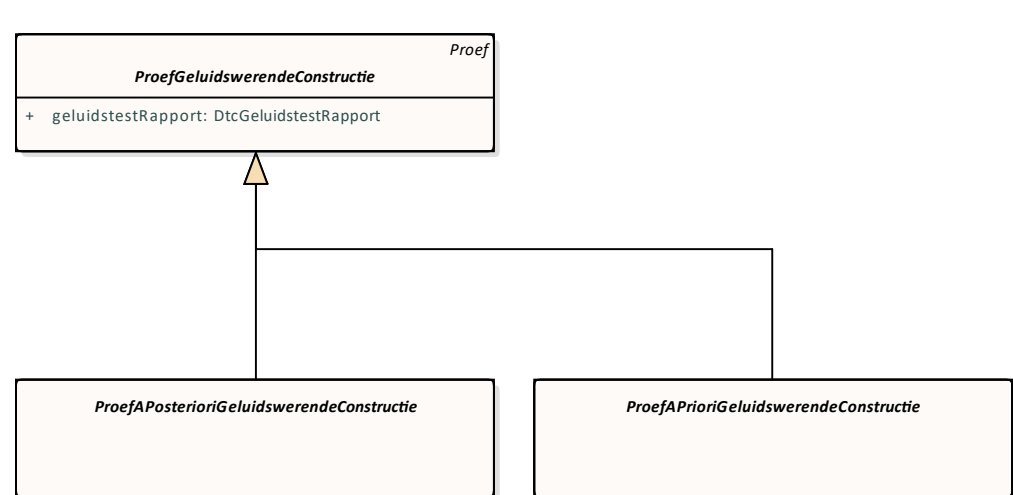 Proef
ProefGeluidswerendeConstructie
+ geluidstestRapport: DtcGeluidstestRapport
ProefAPosterioriGeluidswerendeConstructie
ProefAPrioriGeluidswerendeConstructie